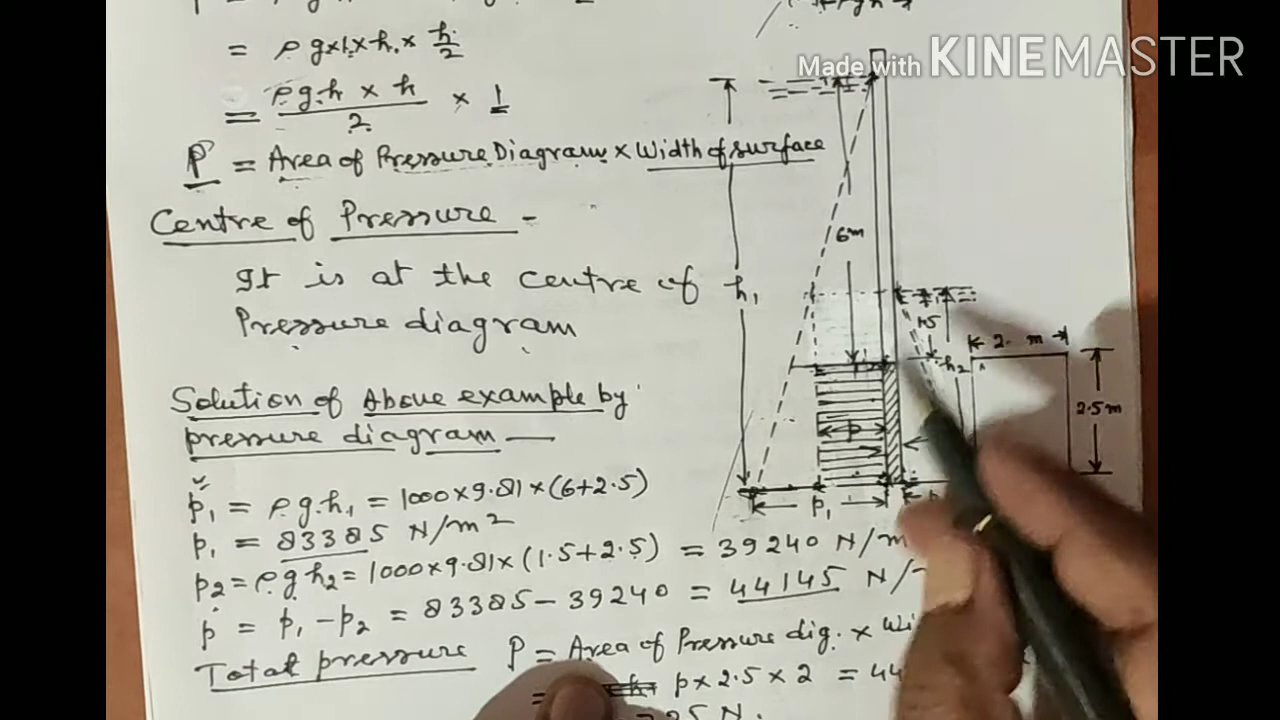 = ρg×1×h×h/2
= ρgh × h / 2 × 1
P = Area of Pressure Diagram × Width of surface
Centre of Pressure -
It is at the centre of
Pressure diagram
Solution of Above example by
pressure diagram —
p₁ = ρ.g.h₁ = 1000×9.81×(6+2.5)
p₁ = 83385 N/m²
p₂ = ρg h₂ = 1000×9.81×(1.5+2.5) = 39240 N/m
p = p₁-p₂ = 83385-39240 = 44145 N/
Total pressure P = Area of Pressure dig. × Wi
= p×2.5×2 = 44
25 N.
Made with KINEMASTER
6m
h₁
1.5
h₂
2. m
2.5m
p
p₁